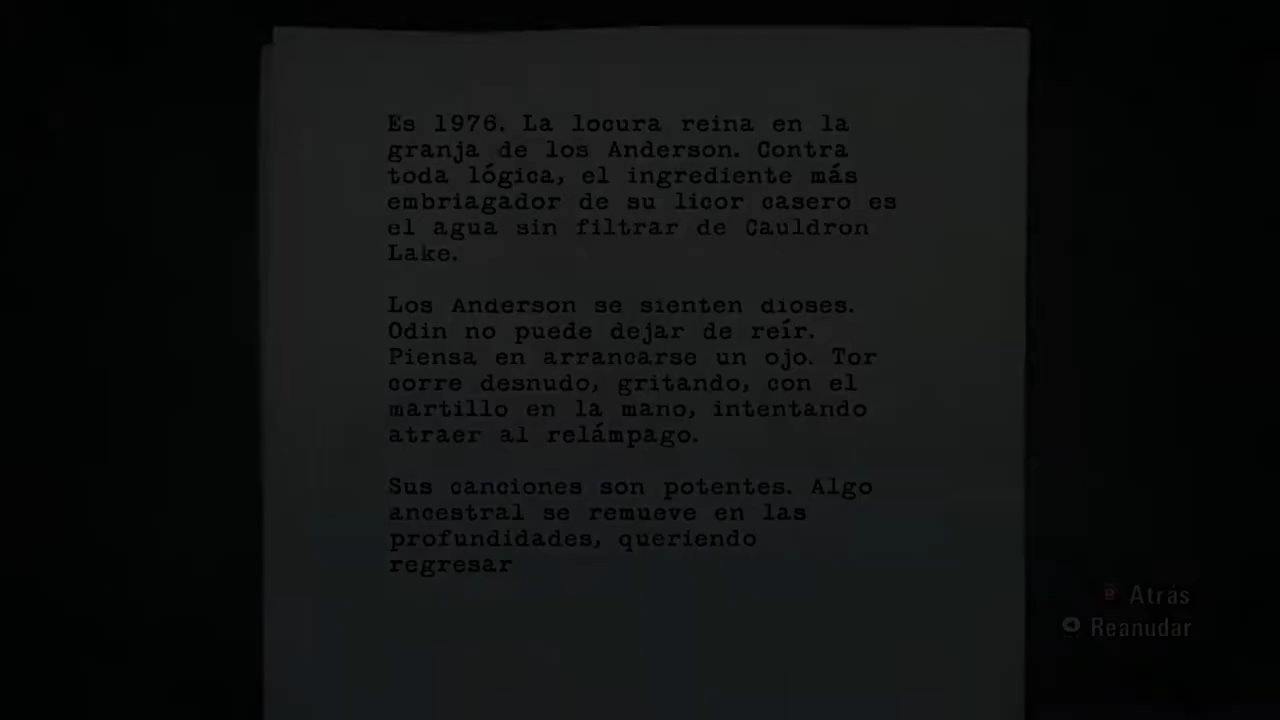 Es 1976. La locura reina en la
granja de los Anderson. Contra
toda lógica, el ingrediente más
embriagador de su licor casero es
el agua sin filtrar de Cauldron
Lake.
Los Anderson se sienten dioses.
Odin no puede dejar de reír.
Piensa en arrancarse un ojo. Tor
corre desnudo, gritando, con el
martillo en la mano, intentando
atraer al relámpago.
Sus canciones son potentes. Algo
ancestral se remueve en las
profundidades, queriendo
regresar
B Atrás
Reanudar